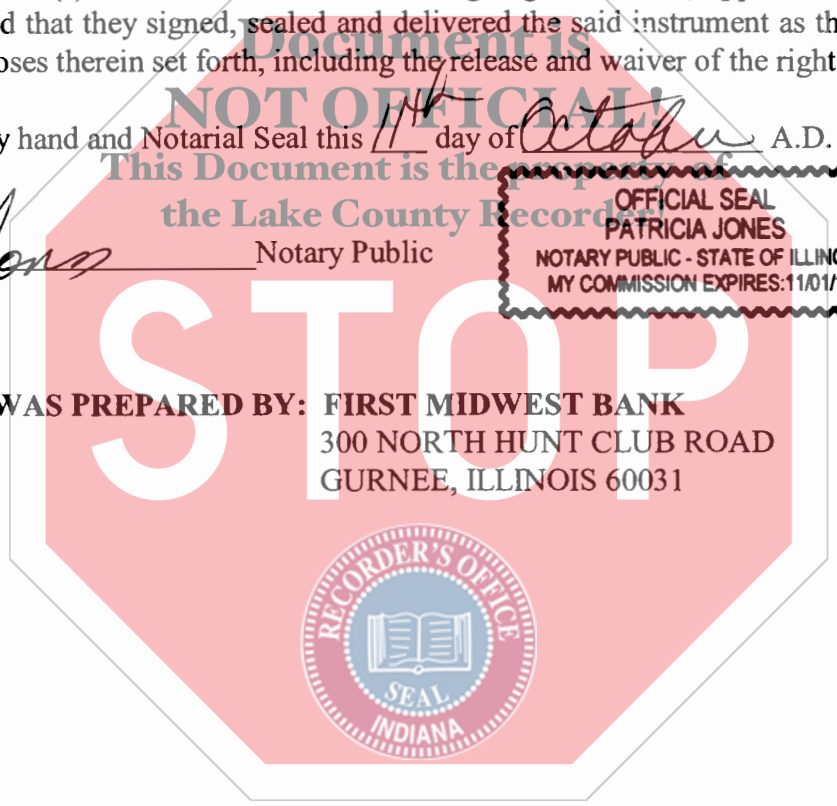 d that they signed, sealed and delivered the said instrument as th
Document is
oses therein set forth, including the release and waiver of the right
NOT OFFICIAL!
y hand and Notarial Seal this 11th day of October A.D.
This Document is the property of
the Lake County Recorder!
OFFICIAL SEAL
PATRICIA JONES
Notary Public
NOTARY PUBLIC - STATE OF ILLINO
MY COMMISSION EXPIRES:11/01/
STOP
WAS PREPARED BY: FIRST MIDWEST BANK
300 NORTH HUNT CLUB ROAD
GURNEE, ILLINOIS 60031
RECORDER'S OFFICE
SEAL
INDIANA